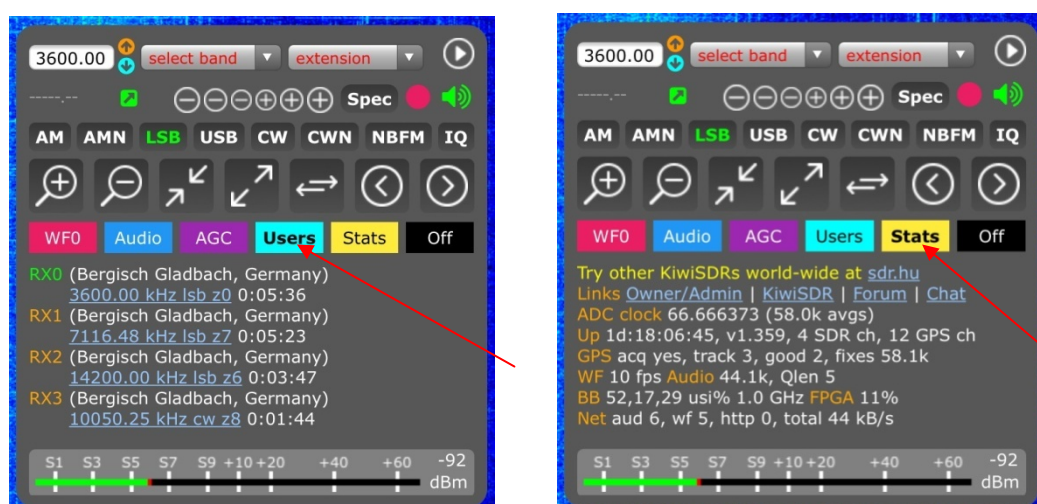 3600.00 select band extension
-----.-- Spec
AM AMN LSB USB CW CWN NBFM IQ
WF0 Audio AGC Users Stats Off
RX0 (Bergisch Gladbach, Germany)
3600.00 kHz lsb z0 0:05:36
RX1 (Bergisch Gladbach, Germany)
7116.48 kHz lsb z7 0:05:23
RX2 (Bergisch Gladbach, Germany)
14200.00 kHz lsb z6 0:03:47
RX3 (Bergisch Gladbach, Germany)
10050.25 kHz cw z8 0:01:44
S1 S3 S5 S7 S9 +10 +20 +40 +60 -92
dBm
3600.00 select band extension
-----.-- Spec
AM AMN LSB USB CW CWN NBFM IQ
WF0 Audio AGC Users Stats Off
Try other KiwiSDRs world-wide at sdr.hu
Links Owner/Admin | KiwiSDR | Forum | Chat
ADC clock 66.666373 (58.0k avgs)
Up 1d:18:06:45, v1.359, 4 SDR ch, 12 GPS ch
GPS acq yes, track 3, good 2, fixes 58.1k
WF 10 fps Audio 44.1k, Qlen 5
BB 52,17,29 usi% 1.0 GHz FPGA 11%
Net aud 6, wf 5, http 0, total 44 kB/s
S1 S3 S5 S7 S9 +10 +20 +40 +60 -92
dBm